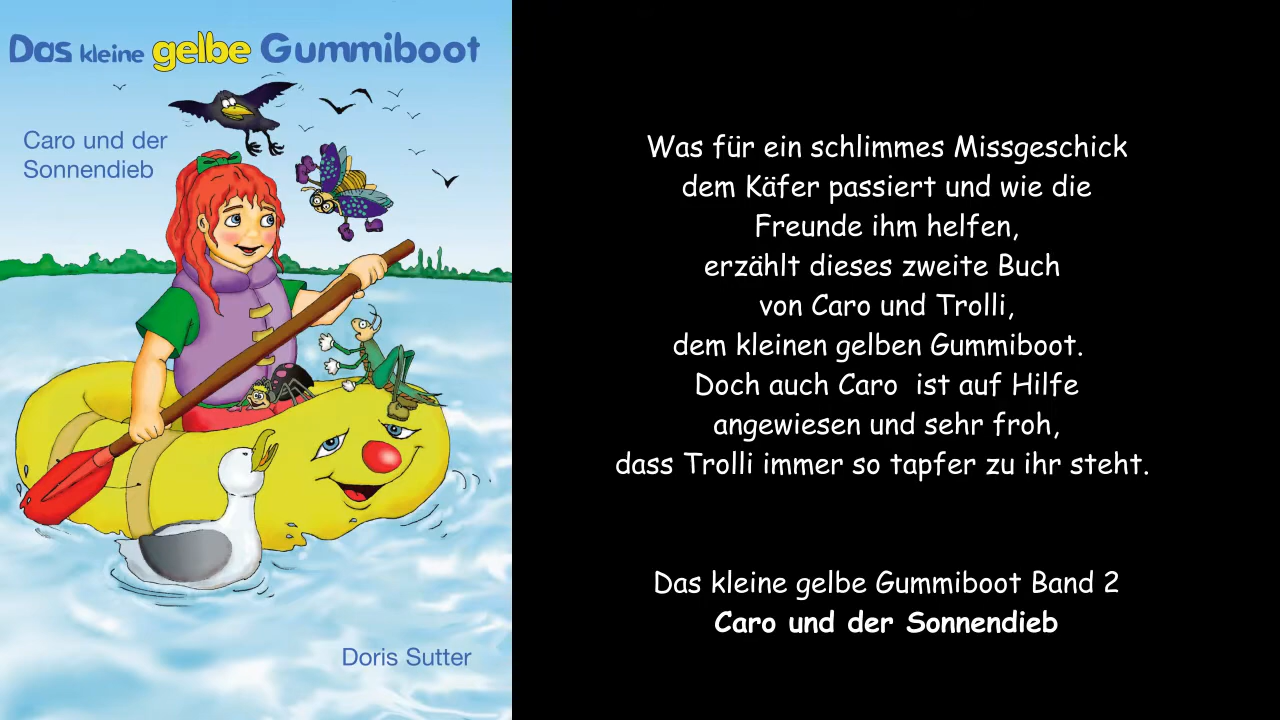 Das kleine gelbe Gummiboot
Caro und der
Sonnendieb
Doris Sutter
Was für ein schlimmes Missgeschick
dem Käfer passiert und wie die
Freunde ihm helfen,
erzählt dieses zweite Buch
von Caro und Trolli,
dem kleinen gelben Gummiboot.
Doch auch Caro  ist auf Hilfe
angewiesen und sehr froh,
dass Trolli immer so tapfer zu ihr steht.
Das kleine gelbe Gummiboot Band 2
Caro und der Sonnendieb